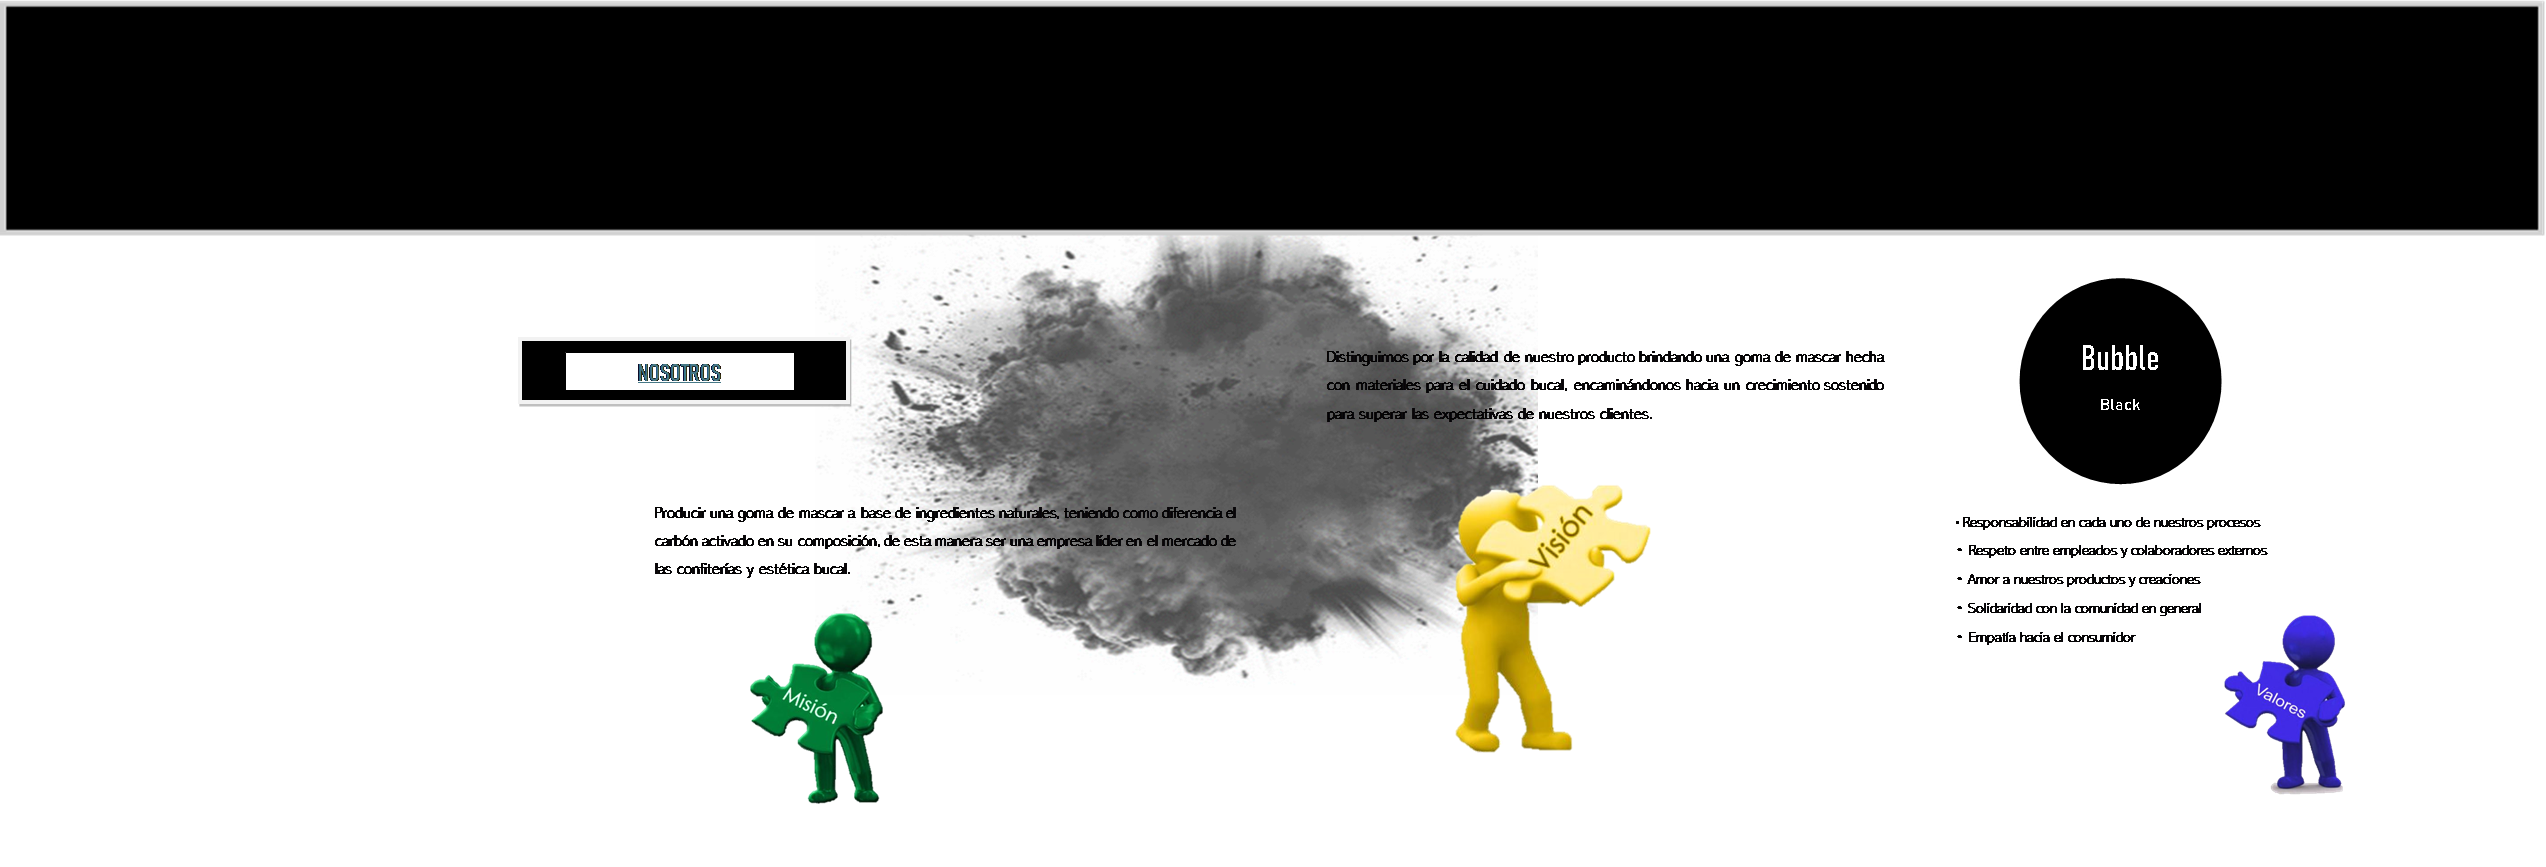 NOSOTROS
Producir una goma de mascar a base de ingredientes naturales, teniendo como diferencia el
carbón activado en su composición, de esta manera ser una empresa líder en el mercado de
las confiterías y estética bucal.
Misión
Distinguimos por la calidad de nuestro producto brindando una goma de mascar hecha
con materiales para el cuidado bucal, encaminándonos hacia un crecimiento sostenido
para superar las expectativas de nuestros clientes.
Visión
Bubble
Black
• Responsabilidad en cada uno de nuestros procesos
• Respeto entre empleados y colaboradores externos
• Amor a nuestros productos y creaciones
• Solidaridad con la comunidad en general
• Empatía hacia el consumidor
Valores